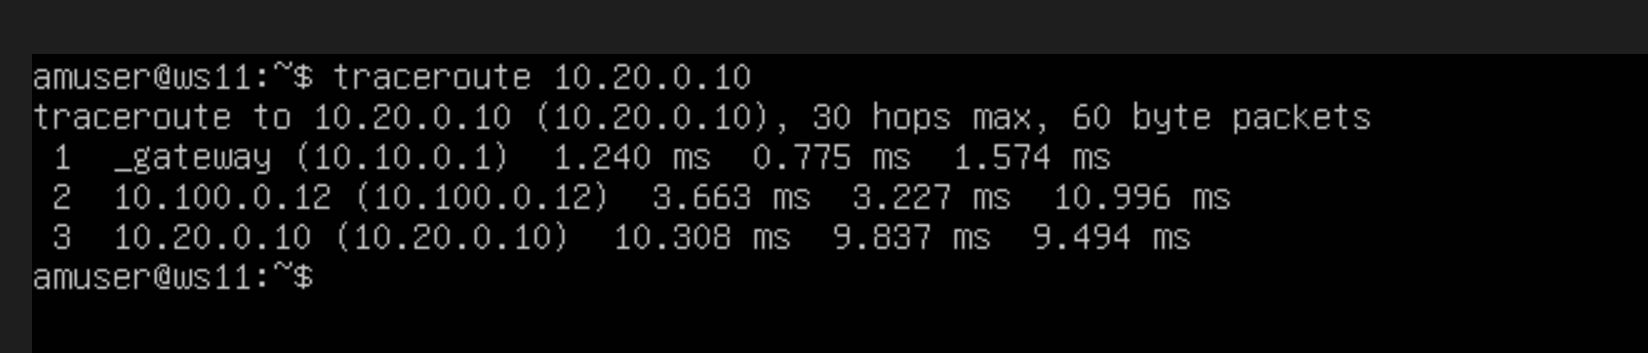 amuser@ws11:~$ traceroute 10.20.0.10
traceroute to 10.20.0.10 (10.20.0.10), 30 hops max, 60 byte packets
 1  _gateway (10.10.0.1)  1.240 ms  0.775 ms  1.574 ms
 2  10.100.0.12 (10.100.0.12)  3.663 ms  3.227 ms  10.996 ms
 3  10.20.0.10 (10.20.0.10)  10.308 ms  9.837 ms  9.494 ms
amuser@ws11:~$